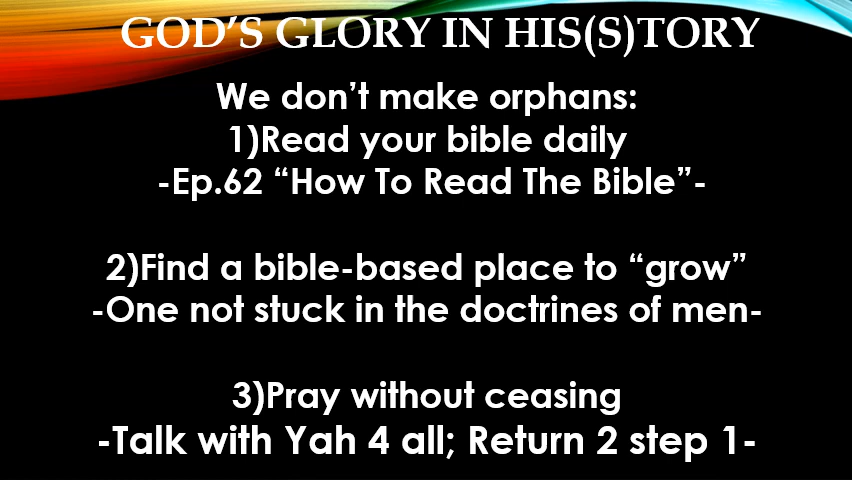 GOD’S GLORY IN HIS(S)TORY
We don’t make orphans:
1)Read your bible daily
-Ep.62 “How To Read The Bible”-
2)Find a bible-based place to “grow”
-One not stuck in the doctrines of men-
3)Pray without ceasing
-Talk with Yah 4 all; Return 2 step 1-